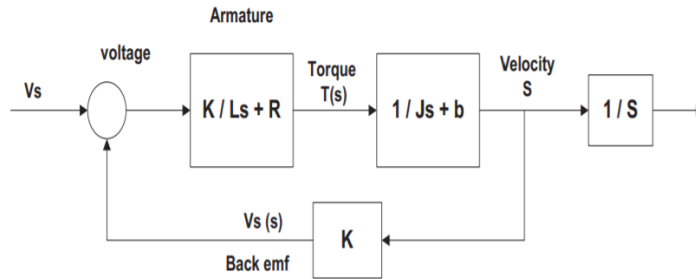 Armature
voltage
Vs
K / Ls + R
Torque
T(s)
1 / Js + b
Velocity
S
1 / S
Vs (s)
K
Back emf